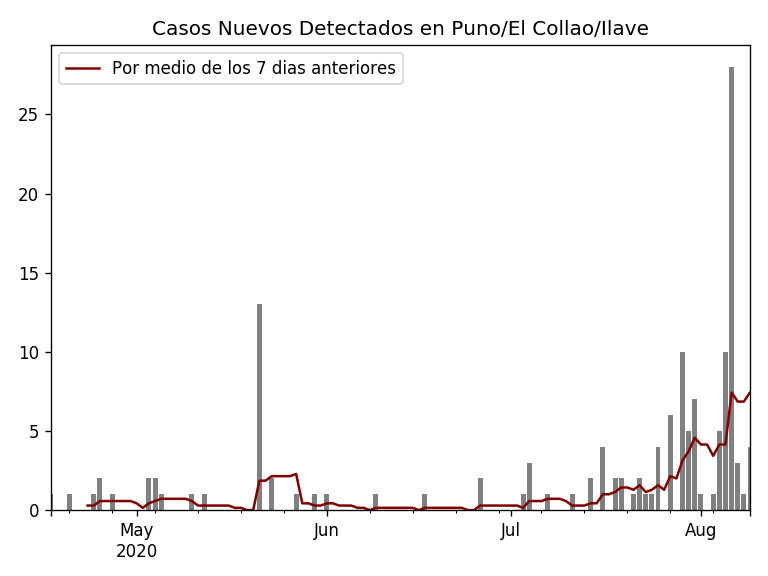 Casos Nuevos Detectados en Puno/El Collao/Ilave
Por medio de los 7 dias anteriores
25
20
15
10
5
0
May Jun Jul Aug
2020